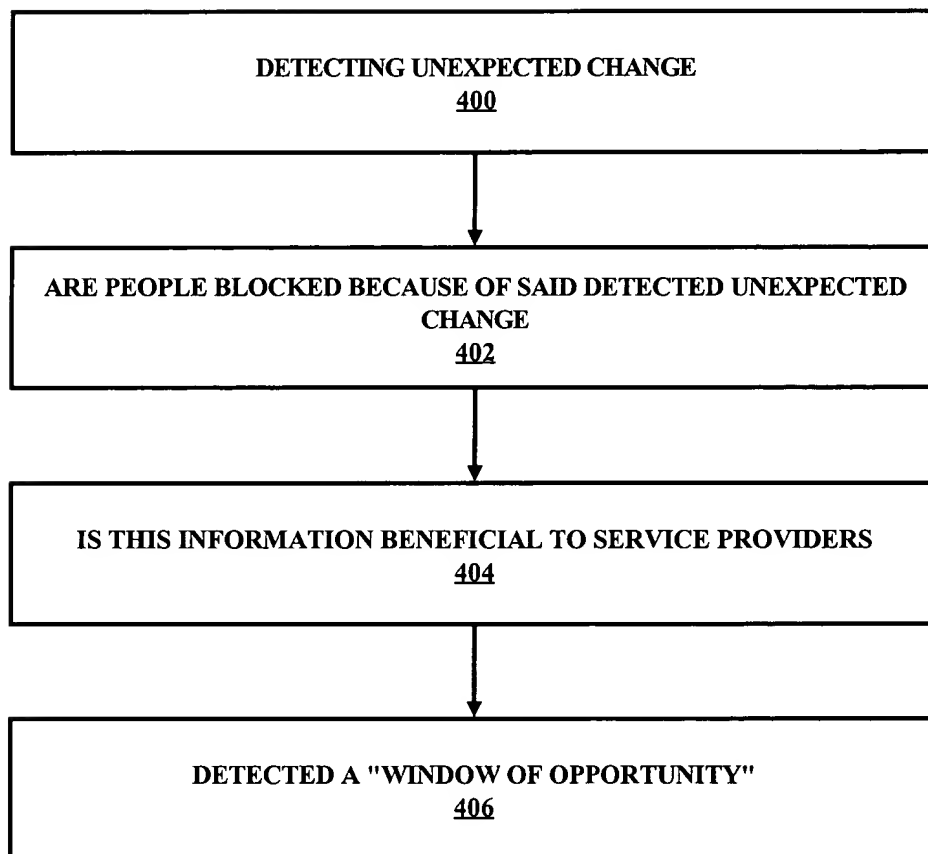 DETECTING UNEXPECTED CHANGE
400
ARE PEOPLE BLOCKED BECAUSE OF SAID DETECTED UNEXPECTED
CHANGE
402
IS THIS INFORMATION BENEFICIAL TO SERVICE PROVIDERS
404
DETECTED A "WINDOW OF OPPORTUNITY"
406